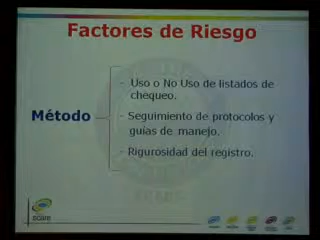 Factores de Riesgo
Método
- Uso o No Uso de listados de
chequeo.
- Seguimiento de protocolos y
guías de manejo.
- Rigurosidad del registro.
scare